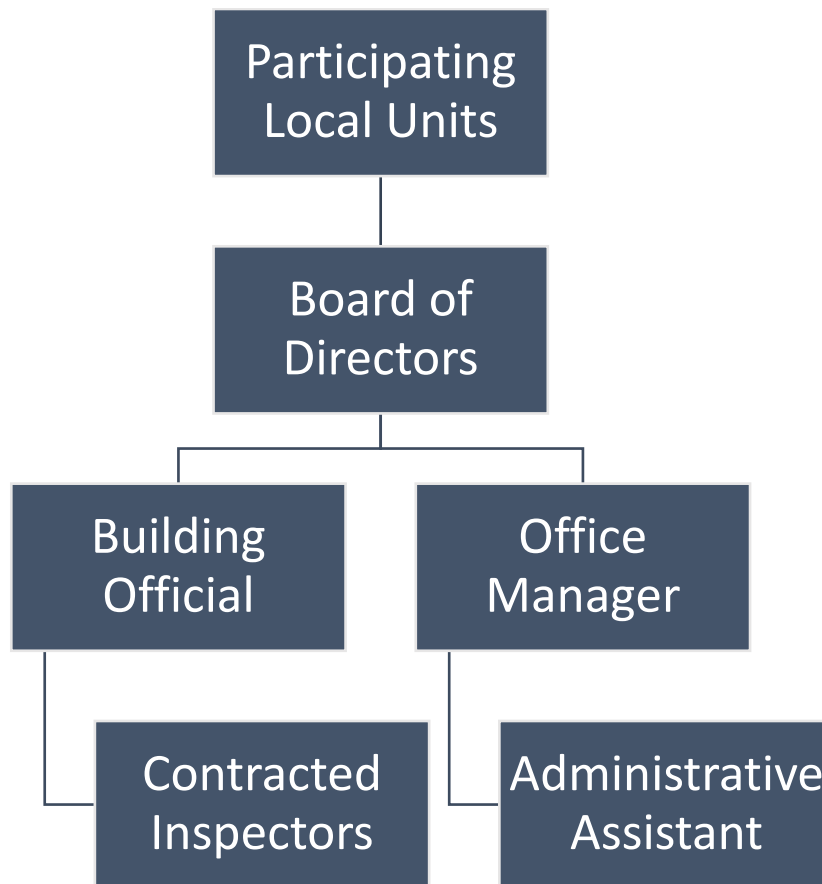 Participating
Local Units
Board of
Directors
Building
Official
Office
Manager
Contracted
Inspectors
Administrative
Assistant